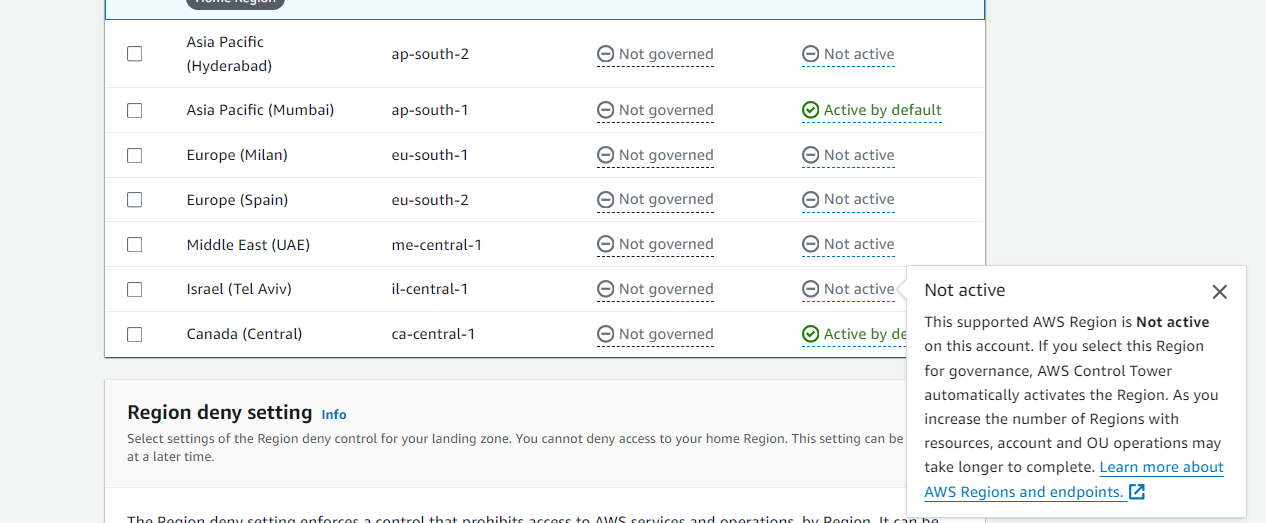 Home Region
Asia Pacific
(Hyderabad)
ap-south-2
Not governed
Not active
Asia Pacific (Mumbai)
ap-south-1
Not governed
Active by default
Europe (Milan)
eu-south-1
Not governed
Not active
Europe (Spain)
eu-south-2
Not governed
Not active
Middle East (UAE)
me-central-1
Not governed
Not active
Israel (Tel Aviv)
il-central-1
Not governed
Not active
Canada (Central)
ca-central-1
Not governed
Active by de
Not active
This supported AWS Region is Not active
on this account. If you select this Region
for governance, AWS Control Tower
automatically activates the Region. As you
increase the number of Regions with
resources, account and OU operations may
take longer to complete. Learn more about
AWS Regions and endpoints.
Region deny setting Info
Select settings of the Region deny control for your landing zone. You cannot deny access to your home Region. This setting can be
at a later time.
The Region deny setting enforces a control that prohibits access to AWS services and operations, by Region. It can be